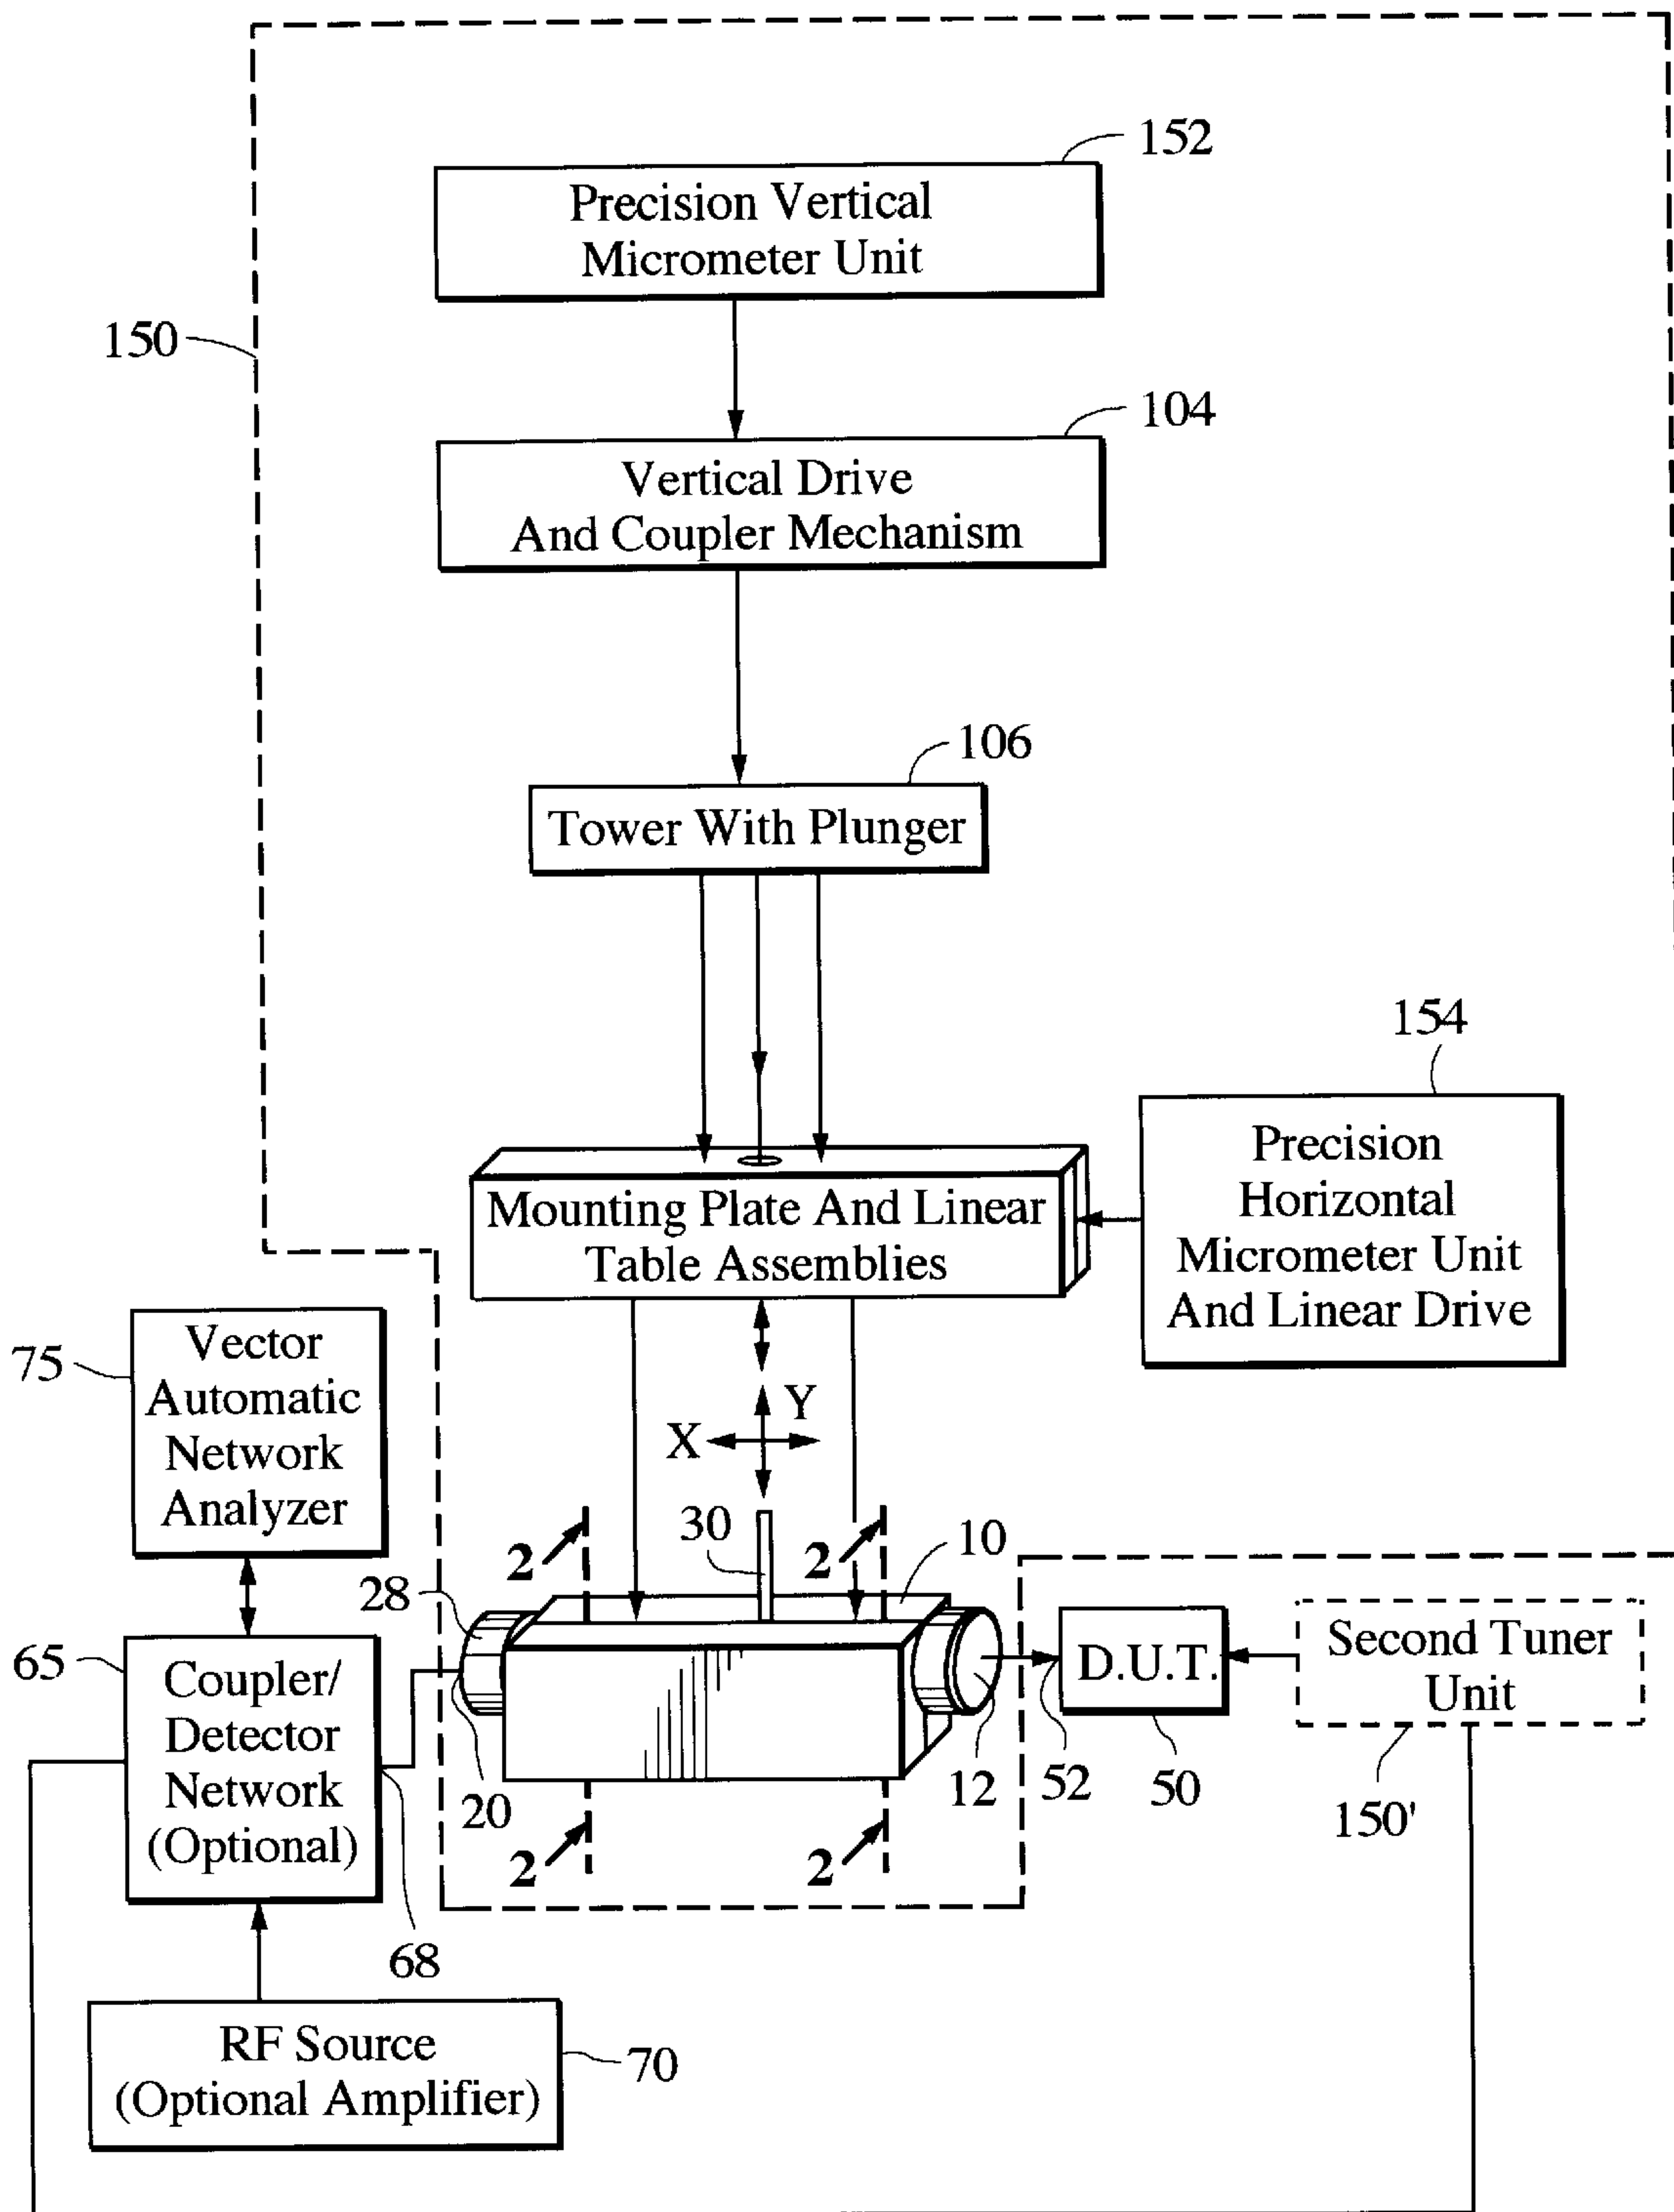 152
Precision Vertical
Micrometer Unit
150
104
Vertical Drive
And Coupler Mechanism
106
Tower With Plunger
154
Precision
Horizontal
Micrometer Unit
And Linear Drive
Mounting Plate And Linear
Table Assemblies
75
Vector
Automatic
Network
Analyzer
Y
X
30
2
2
10
28
65
Coupler/
Detector
Network
(Optional)
D.U.T.
Second Tuner
Unit
20
12
52
50
150'
2
2
68
RF Source
(Optional Amplifier)
70